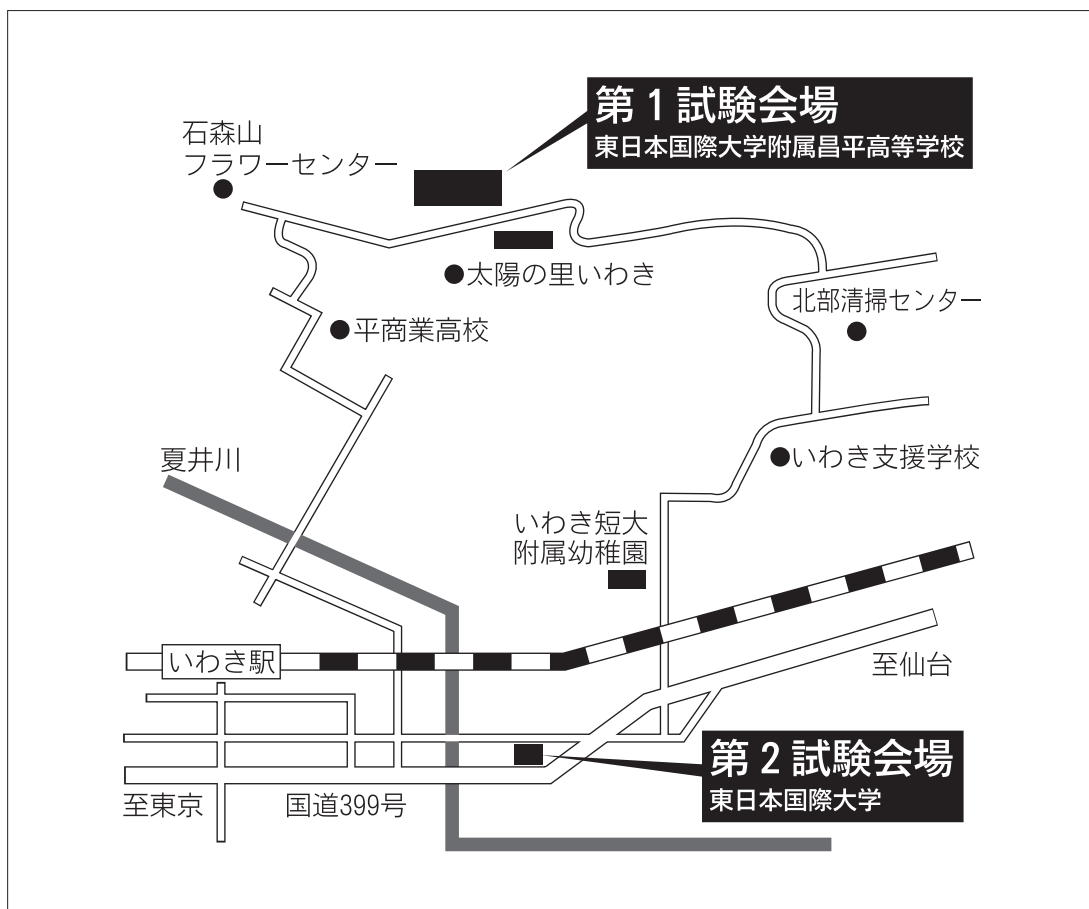 第1試験会場
東日本国際大学附属昌平高等学校
石森山
フラワーセンター
太陽の里いわき
北部清掃センター
平商業高校
夏井川
いわき支援学校
いわき短大
附属幼稚園
いわき駅
至仙台
第2試験会場
東日本国際大学
至東京
国道399号